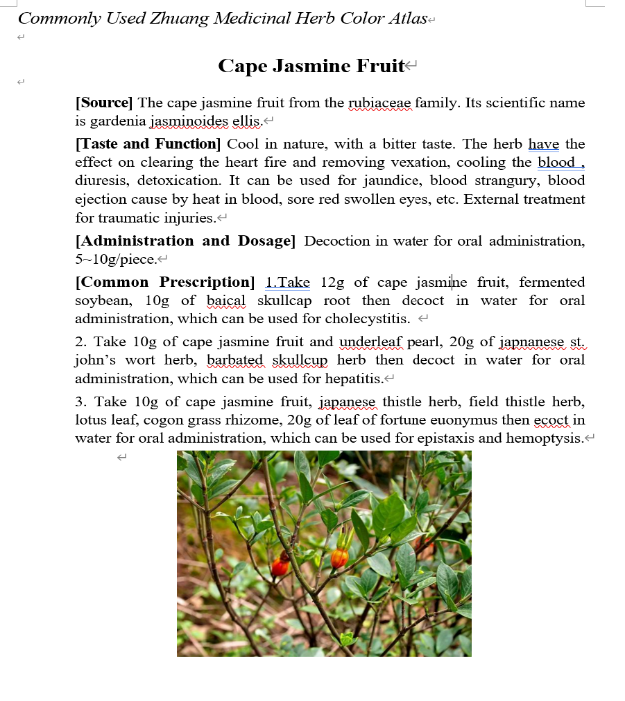 Commonly Used Zhuang Medicinal Herb Color Atlas
Cape Jasmine Fruit
[Source] The cape jasmine fruit from the rubiaceae family. Its scientific name
is gardenia jasminoides ellis.
[Taste and Function] Cool in nature, with a bitter taste. The herb have the
effect on clearing the heart fire and removing vexation, cooling the blood ,
diuresis, detoxication. It can be used for jaundice, blood strangury, blood
ejection cause by heat in blood, sore red swollen eyes, etc. External treatment
for traumatic injuries.
[Administration and Dosage] Decoction in water for oral administration,
5~10g/piece.
[Common Prescription] 1.Take 12g of cape jasmine fruit, fermented
soybean, 10g of baical skullcap root then decoct in water for oral
administration, which can be used for cholecystitis.
2. Take 10g of cape jasmine fruit and underleaf pearl, 20g of japnanese st.
john's wort herb, barbated skullcup herb then decoct in water for oral
administration, which can be used for hepatitis.
3. Take 10g of cape jasmine fruit, japanese thistle herb, field thistle herb,
lotus leaf, cogon grass rhizome, 20g of leaf of fortune euonymus then ecoct in
water for oral administration, which can be used for epistaxis and hemoptysis.